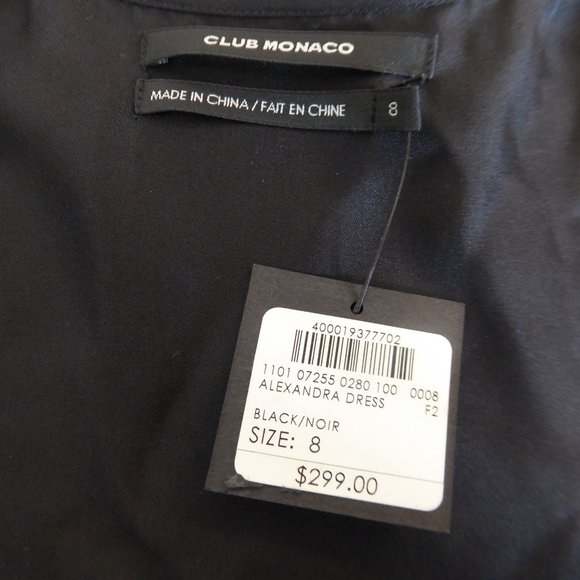 CLUB MONACO
MADE IN CHINA / FAIT EN CHINE 8
400019377702
1101 07255 0280 100 0008
ALEXANDRA DRESS F2
BLACK/NOIR
SIZE: 8
$299.00